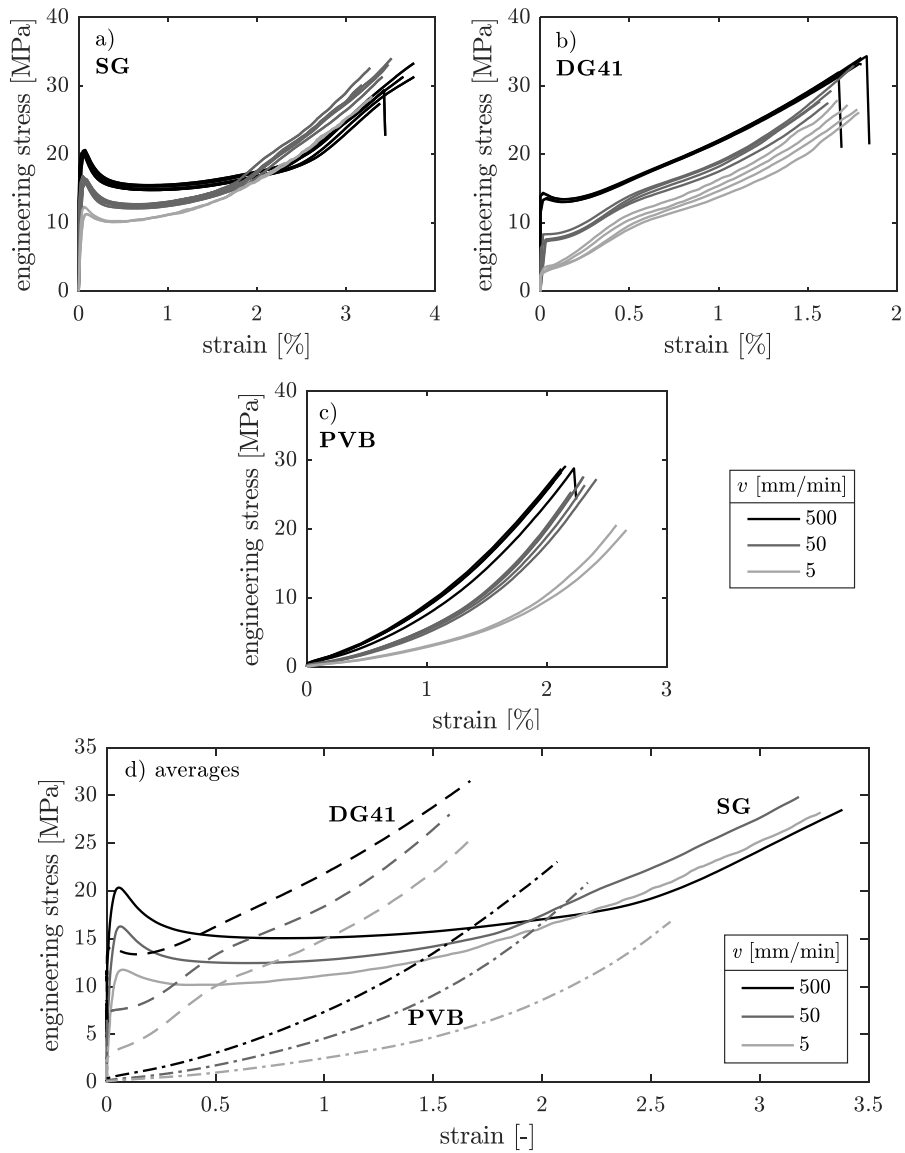 a)
SG
engineering stress [MPa]
40
30
20
10
0
0 1 2 3 4
strain [%]
b)
DG41
engineering stress [MPa]
40
30
20
10
0
0 0.5 1 1.5 2
strain [%]
c)
PVB
engineering stress [MPa]
40
30
20
10
0
0 1 2 3
strain [%]
v [mm/min]
500
50
5
d) averages
engineering stress [MPa]
35
30
25
20
15
10
5
0
DG41
SG
PVB
v [mm/min]
500
50
5
0 0.5 1 1.5 2 2.5 3 3.5
strain [-]